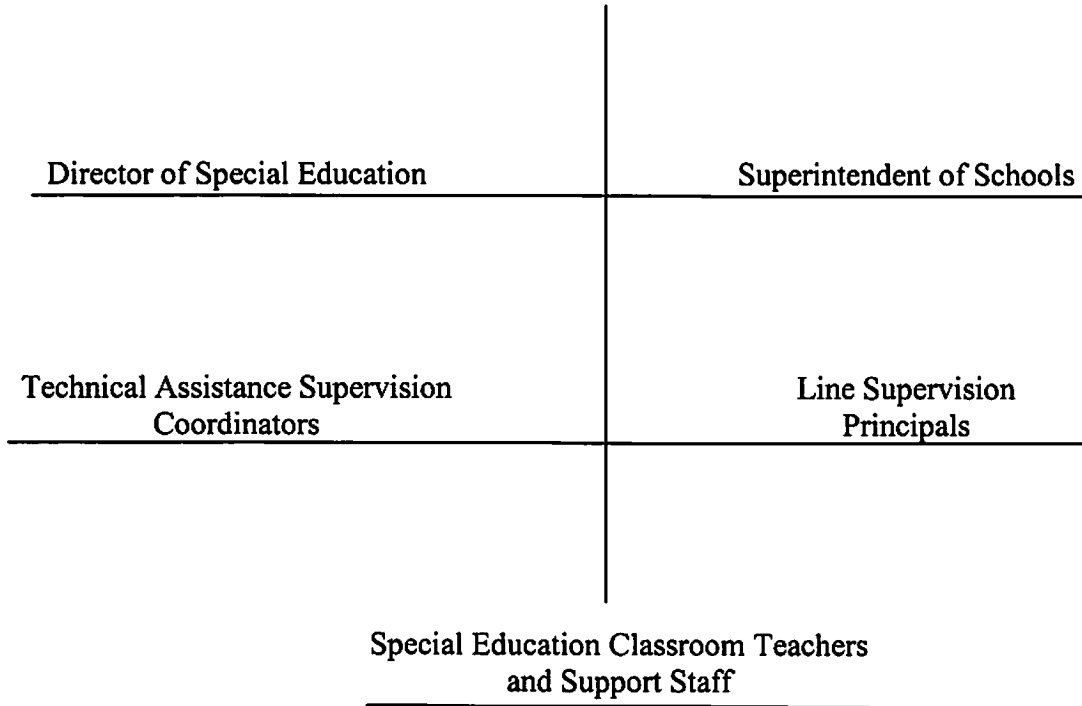 Director of Special Education
Superintendent of Schools
Technical Assistance Supervision
Coordinators
Line Supervision
Principals
Special Education Classroom Teachers
and Support Staff